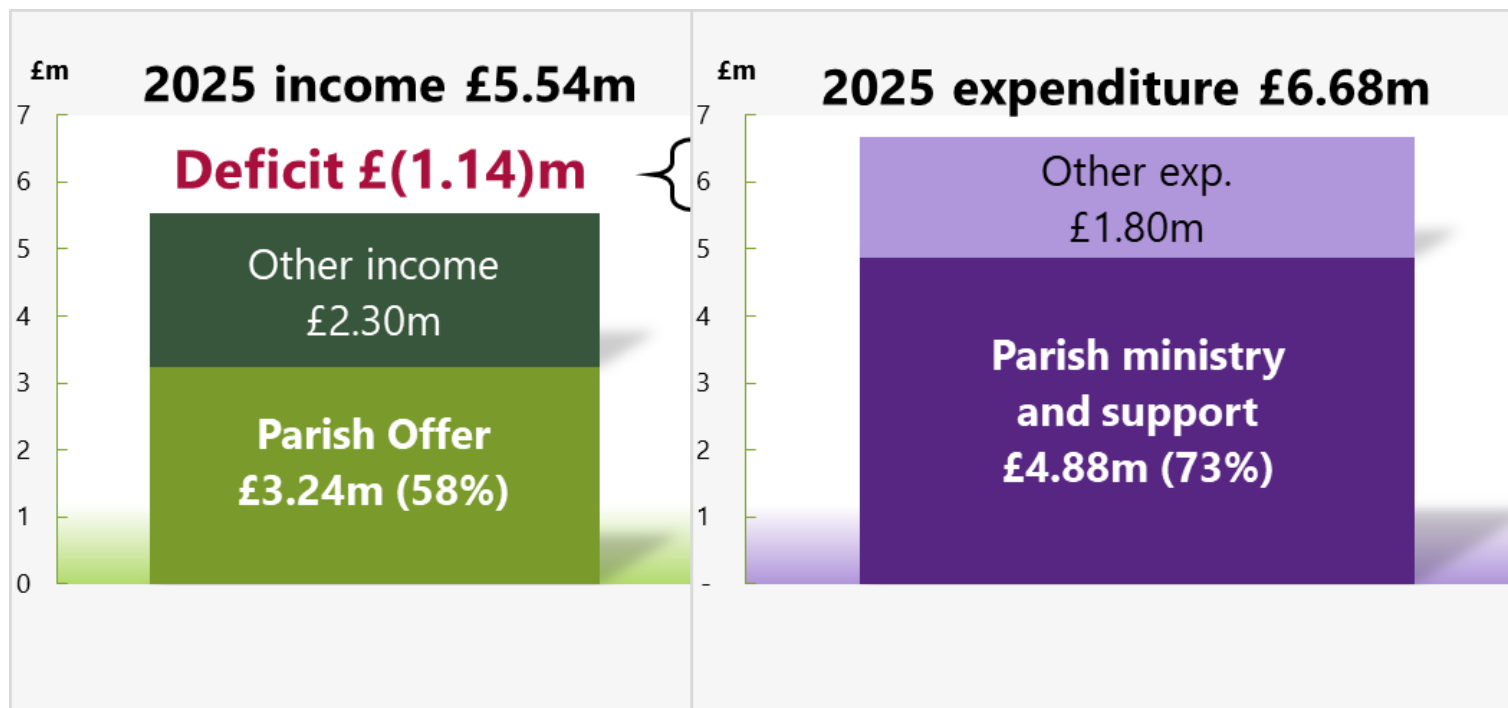 £m
2025 income £5.54m
7
Deficit £(1.14)m
6
5
Other income
£2.30m
4
3
Parish Offer
£3.24m (58%)
2
1
0
£m
2025 expenditure £6.68m
7
Other exp.
£1.80m
6
5
4
Parish ministry
and support
£4.88m (73%)
3
2
1
-